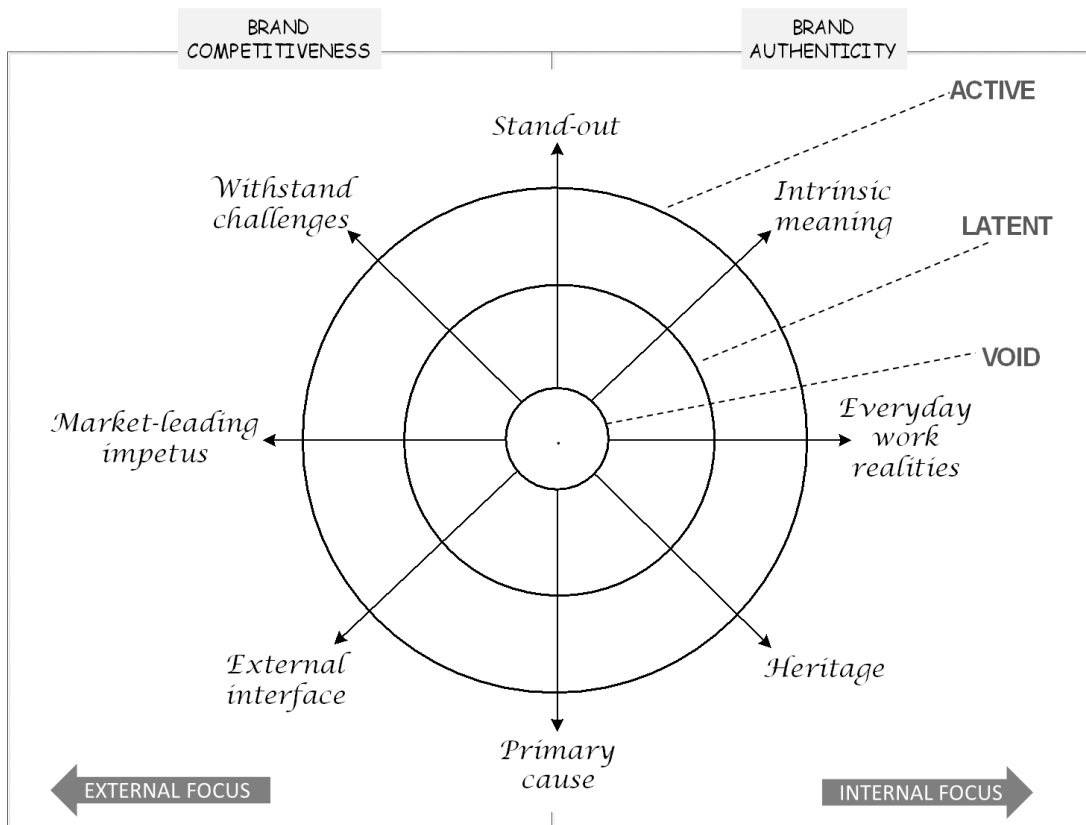 BRAND
COMPETITIVENESS
BRAND
AUTHENTICITY
ACTIVE
Stand-out
Withstand
challenges
Intrinsic
meaning
LATENT
VOID
Market-leading
impetus
Everyday
work
realities
External
interface
Heritage
Primary
cause
EXTERNAL FOCUS
INTERNAL FOCUS